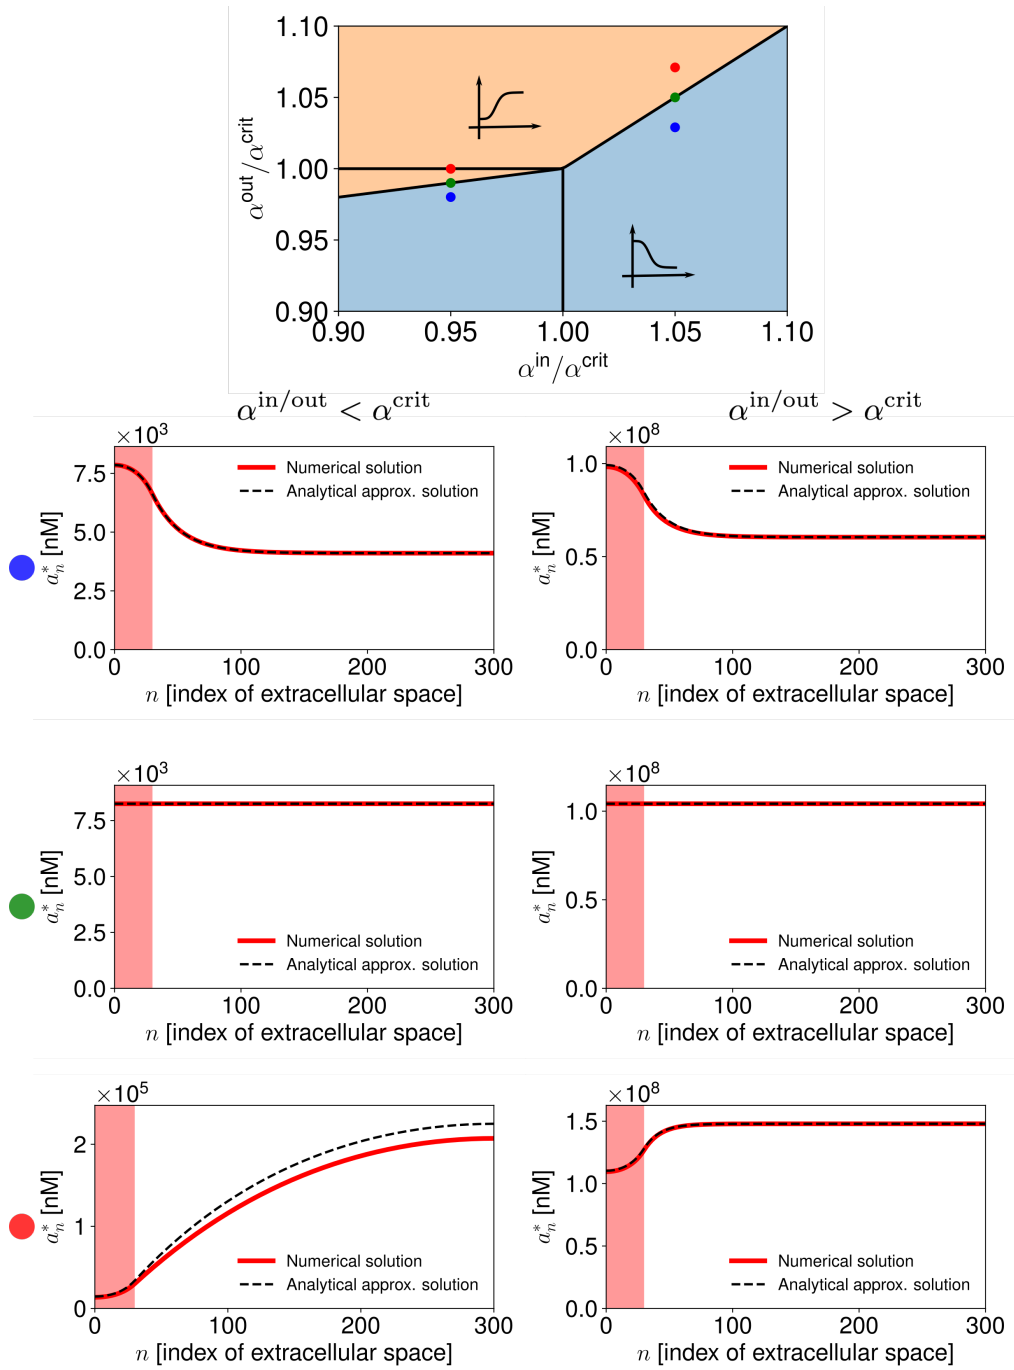 1.10
1.05
1.00
0.95
0.90
α^out/α^crit
0.90 0.95 1.00 1.05 1.10
α^in/α^crit
α^in/out < α^crit
α^in/out > α^crit
×10^3
7.5
5.0
2.5
0.0
a_n^* [nM]
Numerical solution
Analytical approx. solution
0 100 200 300
n [index of extracellular space]
×10^8
1.0
0.5
0.0
a_n^* [nM]
Numerical solution
Analytical approx. solution
0 100 200 300
n [index of extracellular space]
×10^3
7.5
5.0
2.5
0.0
a_n^* [nM]
Numerical solution
Analytical approx. solution
0 100 200 300
n [index of extracellular space]
×10^8
1.0
0.5
0.0
a_n^* [nM]
Numerical solution
Analytical approx. solution
0 100 200 300
n [index of extracellular space]
×10^5
2
1
0
a_n^* [nM]
Numerical solution
Analytical approx. solution
0 100 200 300
n [index of extracellular space]
×10^8
1.5
1.0
0.5
0.0
a_n^* [nM]
Numerical solution
Analytical approx. solution
0 100 200 300
n [index of extracellular space]